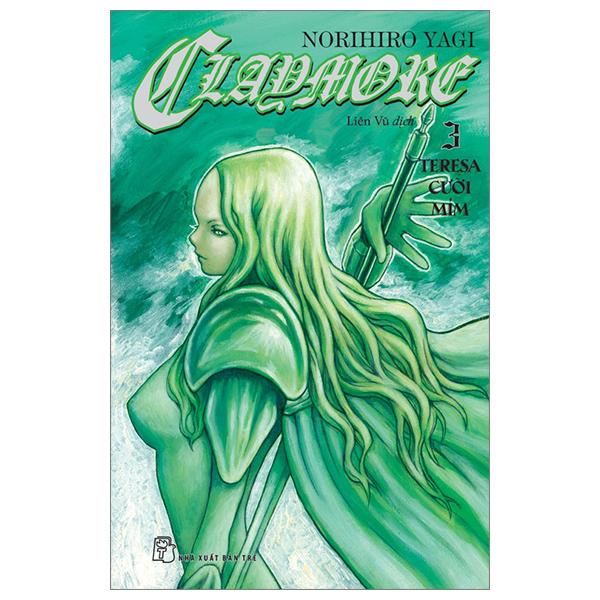 NORIHIRO YAGI
CLAYMORE
Liên Vũ dịch
3
TERESA
CƯỜI
MỈM
NHÀ XUẤT BẢN TRẺ